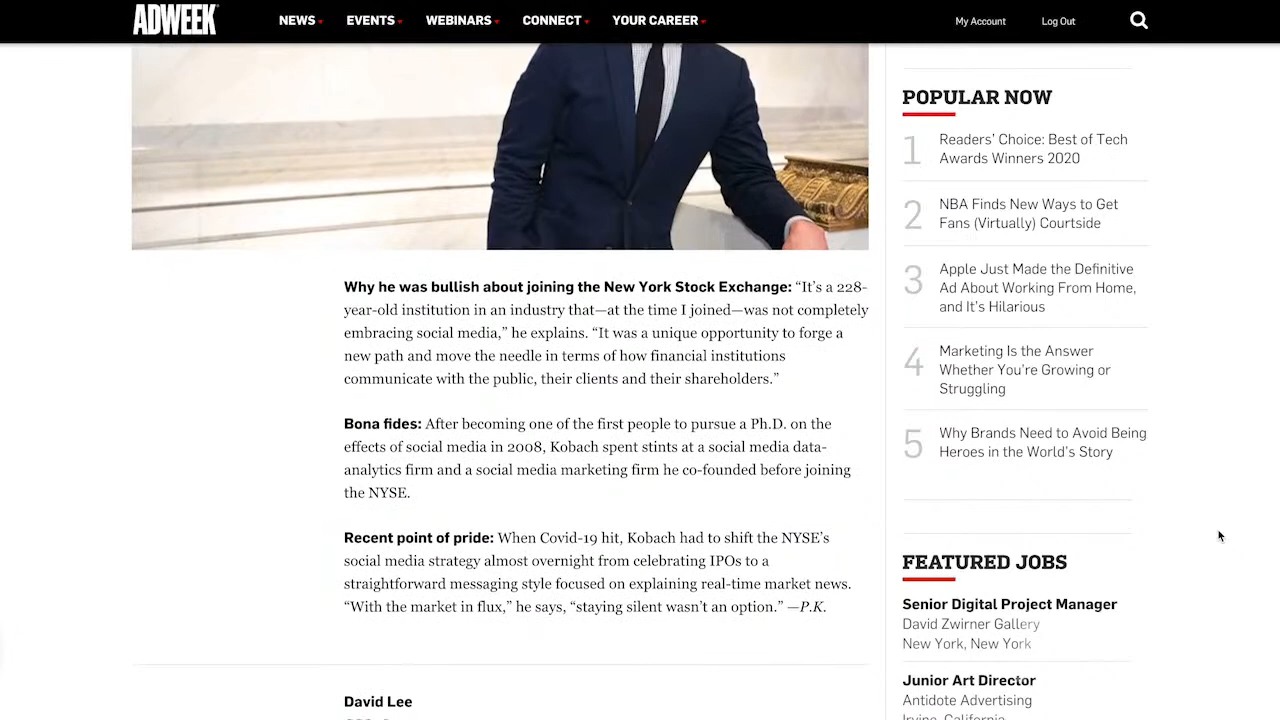 ADWEEK
NEWS EVENTS WEBINARS CONNECT YOUR CAREER My Account Log Out
Why he was bullish about joining the New York Stock Exchange: “It’s a 228-
year-old institution in an industry that—at the time I joined—was not completely
embracing social media,” he explains. “It was a unique opportunity to forge a
new path and move the needle in terms of how financial institutions
communicate with the public, their clients and their shareholders.”
Bona fides: After becoming one of the first people to pursue a Ph.D. on the
effects of social media in 2008, Kobach spent stints at a social media data-
analytics firm and a social media marketing firm he co-founded before joining
the NYSE.
Recent point of pride: When Covid-19 hit, Kobach had to shift the NYSE’s
social media strategy almost overnight from celebrating IPOs to a
straightforward messaging style focused on explaining real-time market news.
“With the market in flux,” he says, “staying silent wasn’t an option.” —P.K.
David Lee
POPULAR NOW
1 Readers’ Choice: Best of Tech
Awards Winners 2020
2 NBA Finds New Ways to Get
Fans (Virtually) Courtside
3 Apple Just Made the Definitive
Ad About Working From Home,
and It’s Hilarious
4 Marketing Is the Answer
Whether You’re Growing or
Struggling
5 Why Brands Need to Avoid Being
Heroes in the World’s Story
FEATURED JOBS
Senior Digital Project Manager
David Zwirner Gallery
New York, New York
Junior Art Director
Antidote Advertising
Irvine, California